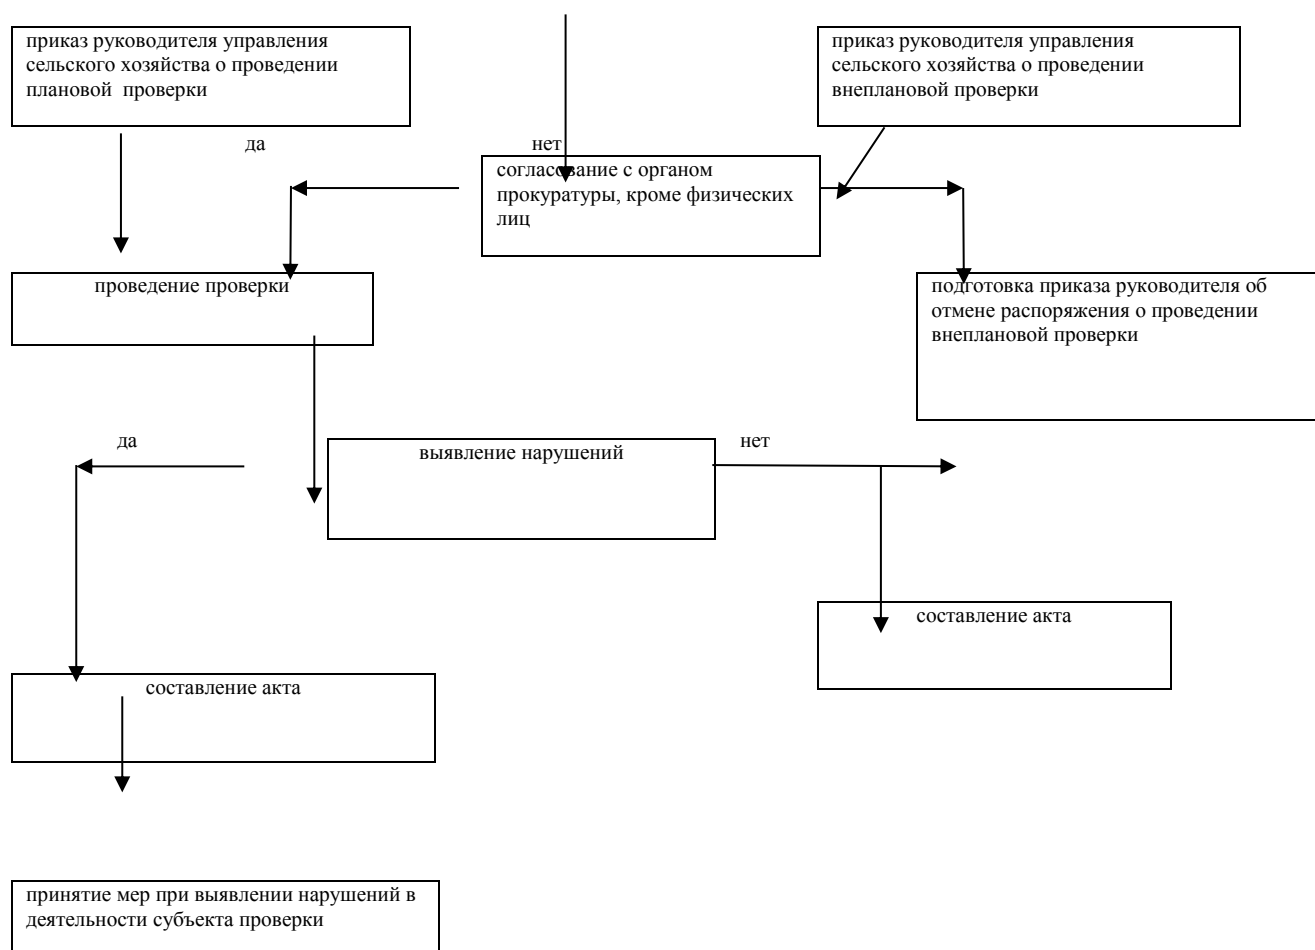 приказ руководителя управления
сельского хозяйства о проведении
плановой проверки
приказ руководителя управления
сельского хозяйства о проведении
внеплановой проверки
да
нет
согласование с органом
прокуратуры, кроме физических
лиц
проведение проверки
подготовка приказа руководителя об
отмене распоряжения о проведении
внеплановой проверки
да
нет
выявление нарушений
составление акта
составление акта
принятие мер при выявлении нарушений в
деятельности субъекта проверки